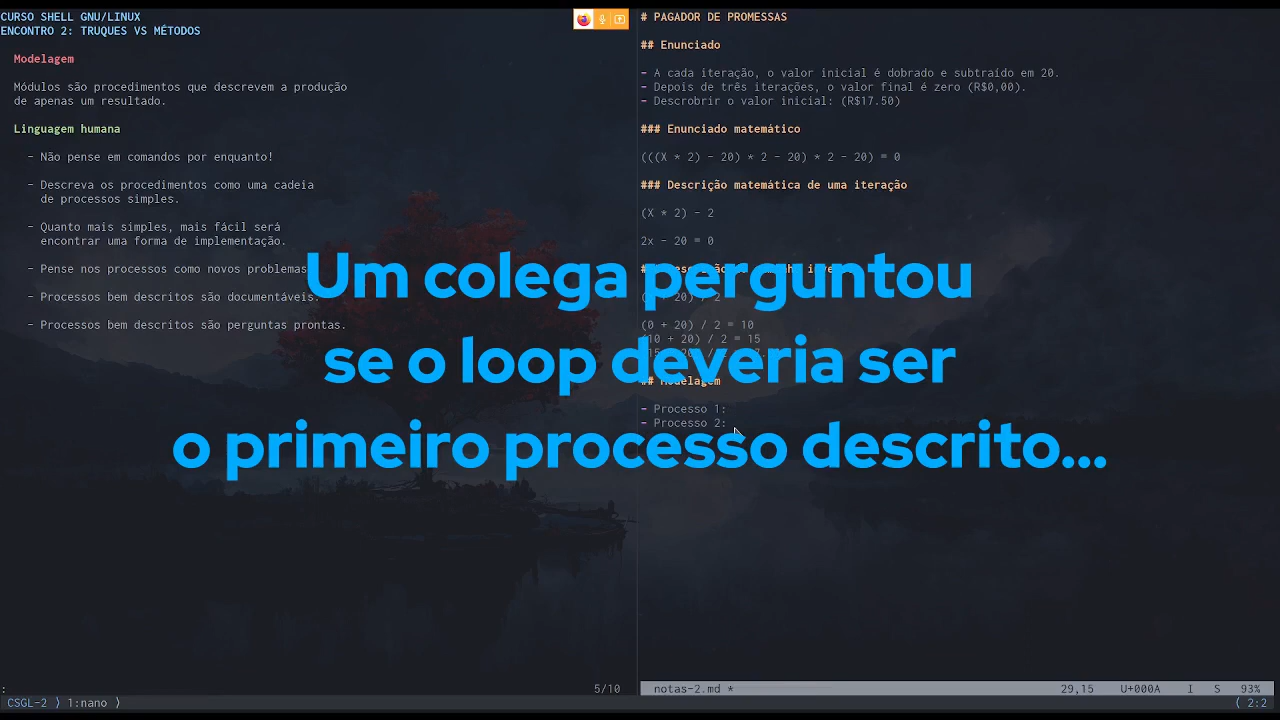 CURSO SHELL GNU/LINUX
ENCONTRO 2: TRUQUES VS MÉTODOS
Modelagem
Módulos são procedimentos que descrevem a produção
de apenas um resultado.
Linguagem humana
- Não pense em comandos por enquanto!
- Descreva os procedimentos como uma cadeia
de processos simples.
- Quanto mais simples, mais fácil será
encontrar uma forma de implementação.
- Pense nos processos como novos problemas
- Processos bem descritos são documentáveis.
- Processos bem descritos são perguntas prontas.
:
5/10
CSGL-2 ⟩ 1:nano ⟩
# PAGADOR DE PROMESSAS
## Enunciado
- A cada iteração, o valor inicial é dobrado e subtraído em 20.
- Depois de três iterações, o valor final é zero (R$0,00).
- Descrobrir o valor inicial: (R$17.50)
### Enunciado matemático
(((X * 2) - 20) * 2 - 20) * 2 - 20) = 0
### Descrição matemática de uma iteração
(X * 2) - 2
2x - 20 = 0
(0 + 20) / 2 = 10
(10 + 20) / 2 = 15
## Modelagem
- Processo 1:
- Processo 2:
notas-2.md * 29,15 U+000A I S 93%
⟨ 2:2
Um colega perguntou
se o loop deveria ser
o primeiro processo descrito...